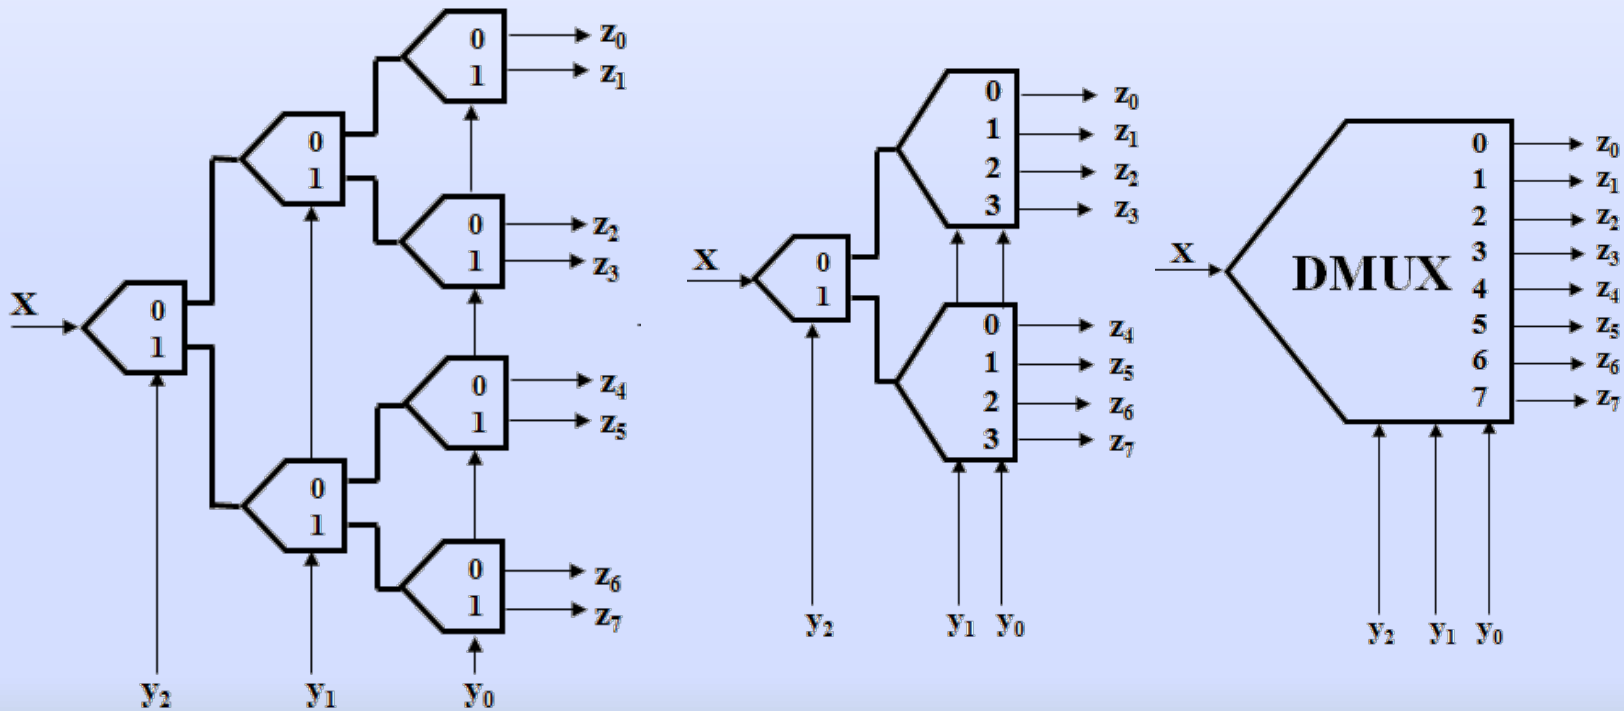 X
0
1
0
1
0
1
0
1
z₀
z₁
0
1
z₂
z₃
0
1
z₄
z₅
0
1
z₆
z₇
y₂
y₁
y₀
X
0
1
0
1
2
3
z₀
z₁
z₂
z₃
0
1
2
3
z₄
z₅
z₆
z₇
y₂
y₁ y₀
X
DMUX
0
1
2
3
4
5
6
7
z₀
z₁
z₂
z₃
z₄
z₅
z₆
z₇
y₂ y₁ y₀